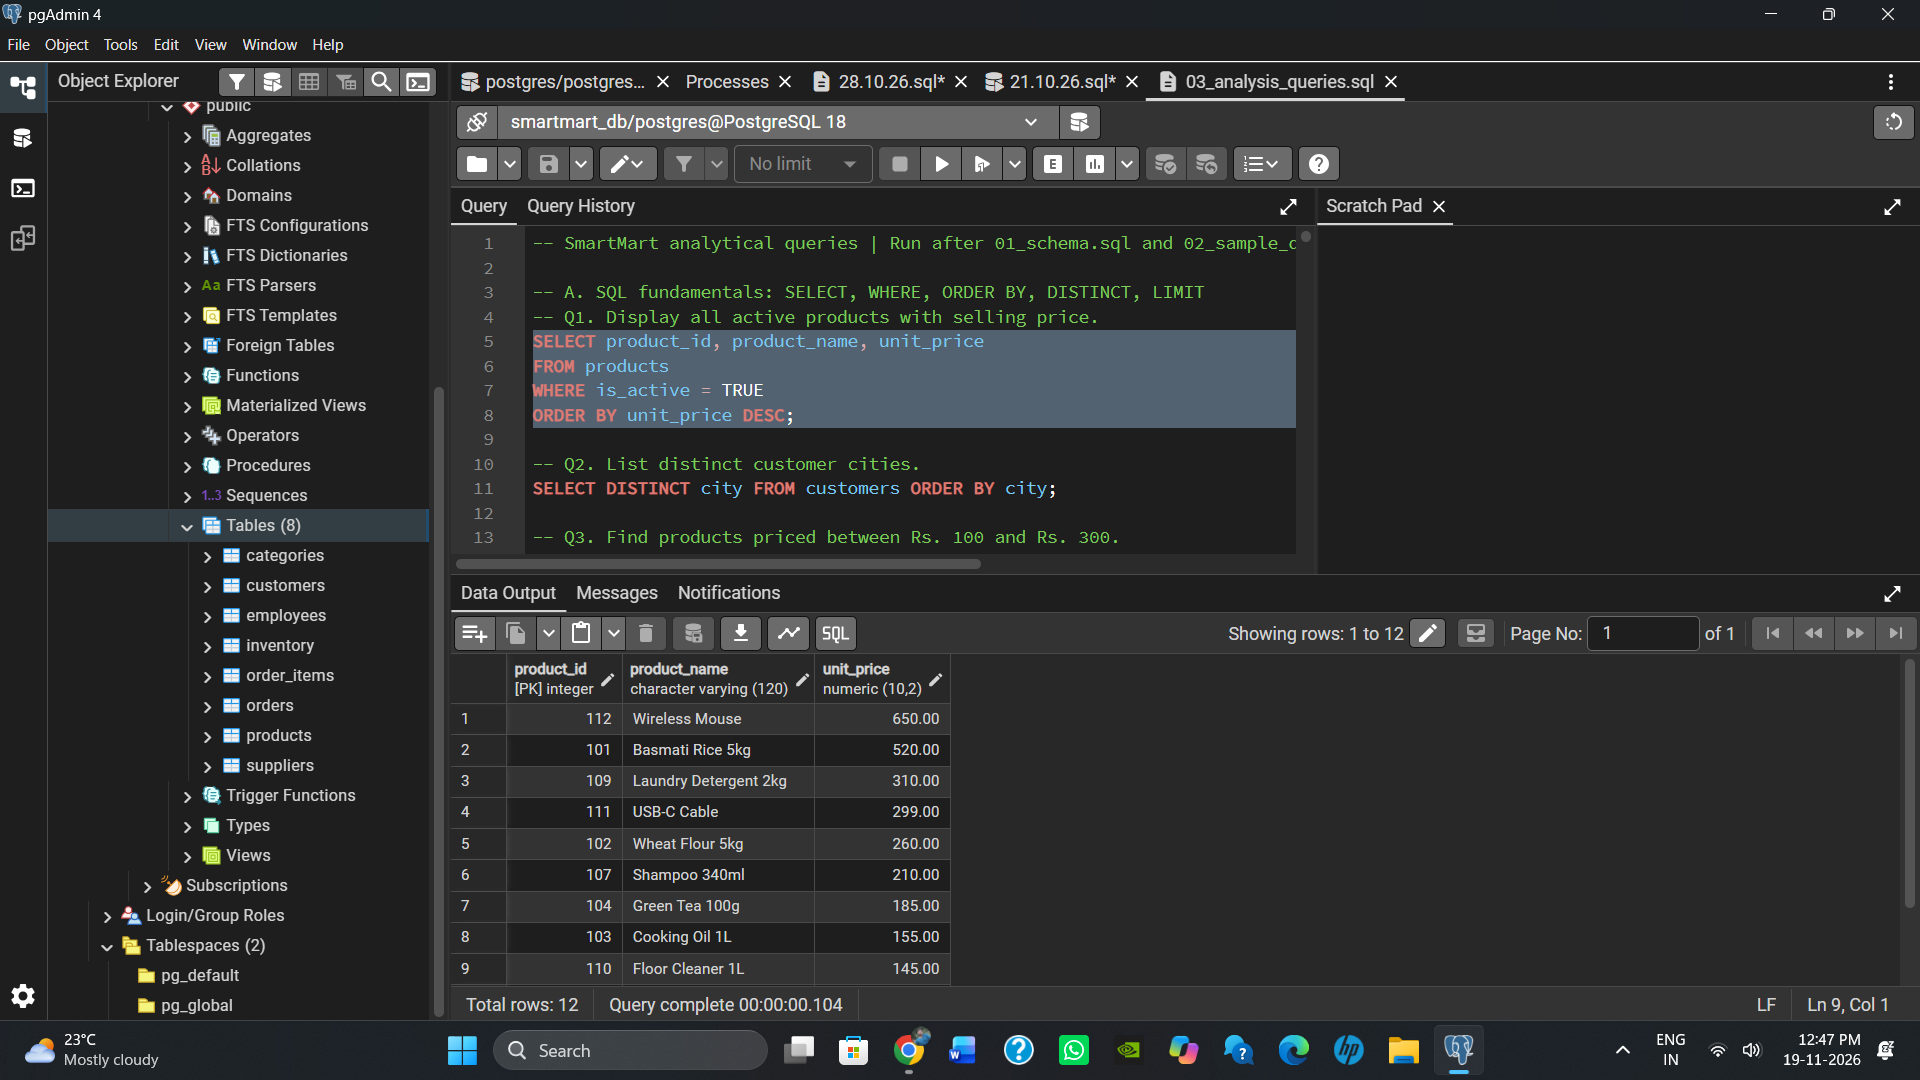 pgAdmin 4
File Object Tools Edit View Window Help
Object Explorer
postgres/postgres... Processes 28.10.26.sql* 21.10.26.sql* 03_analysis_queries.sql
public
Aggregates
Collations
Domains
FTS Configurations
FTS Dictionaries
FTS Parsers
FTS Templates
Foreign Tables
Functions
Materialized Views
Operators
Procedures
1..3 Sequences
Tables (8)
categories
customers
employees
inventory
order_items
orders
products
suppliers
Trigger Functions
Types
Views
Subscriptions
Login/Group Roles
Tablespaces (2)
pg_default
pg_global
smartmart_db/postgres@PostgreSQL 18
No limit
E
Query Query History
Scratch Pad
1 -- SmartMart analytical queries | Run after 01_schema.sql and 02_sample_d
2
3 -- A. SQL fundamentals: SELECT, WHERE, ORDER BY, DISTINCT, LIMIT
4 -- Q1. Display all active products with selling price.
5 SELECT product_id, product_name, unit_price
6 FROM products
7 WHERE is_active = TRUE
8 ORDER BY unit_price DESC;
9
10 -- Q2. List distinct customer cities.
11 SELECT DISTINCT city FROM customers ORDER BY city;
12
13 -- Q3. Find products priced between Rs. 100 and Rs. 300.
Data Output Messages Notifications
SQL
Showing rows: 1 to 12
Page No: 1 of 1
product_id product_name unit_price
[PK] integer character varying (120) numeric (10,2)
1 112 Wireless Mouse 650.00
2 101 Basmati Rice 5kg 520.00
3 109 Laundry Detergent 2kg 310.00
4 111 USB-C Cable 299.00
5 102 Wheat Flour 5kg 260.00
6 107 Shampoo 340ml 210.00
7 104 Green Tea 100g 185.00
8 103 Cooking Oil 1L 155.00
9 110 Floor Cleaner 1L 145.00
Total rows: 12 Query complete 00:00:00.104
LF Ln 9, Col 1
23°C
Mostly cloudy
Search
hp
ENG
IN
12:47 PM
19-11-2026